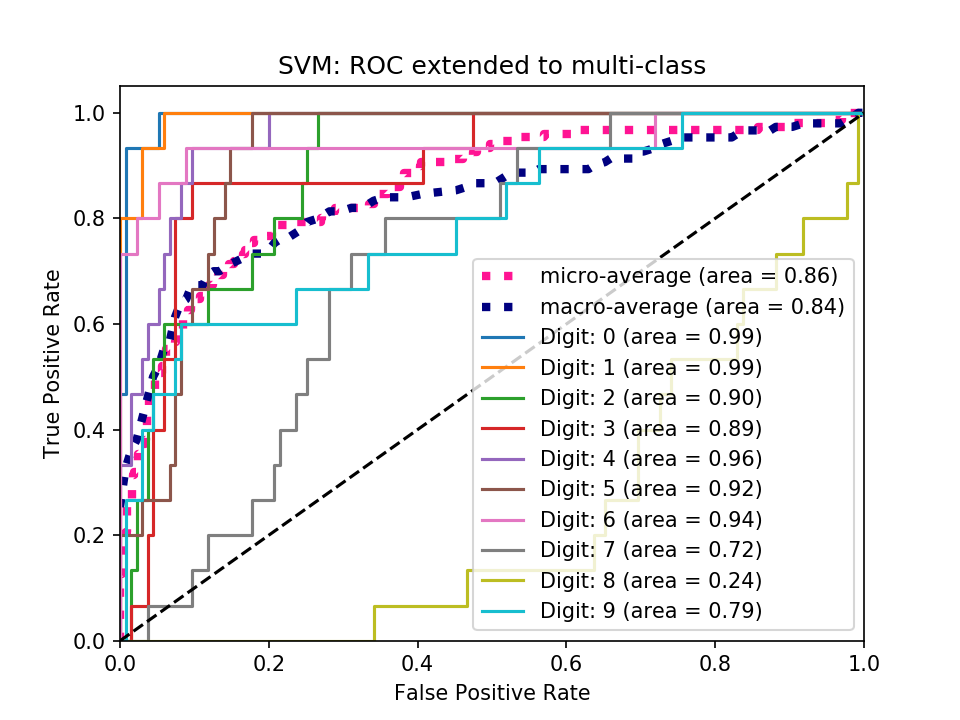 SVM: ROC extended to multi-class
True Positive Rate
1.0
0.8
0.6
0.4
0.2
0.0
micro-average (area = 0.86)
macro-average (area = 0.84)
Digit: 0 (area = 0.99)
Digit: 1 (area = 0.99)
Digit: 2 (area = 0.90)
Digit: 3 (area = 0.89)
Digit: 4 (area = 0.96)
Digit: 5 (area = 0.92)
Digit: 6 (area = 0.94)
Digit: 7 (area = 0.72)
Digit: 8 (area = 0.24)
Digit: 9 (area = 0.79)
0.0 0.2 0.4 0.6 0.8 1.0
False Positive Rate